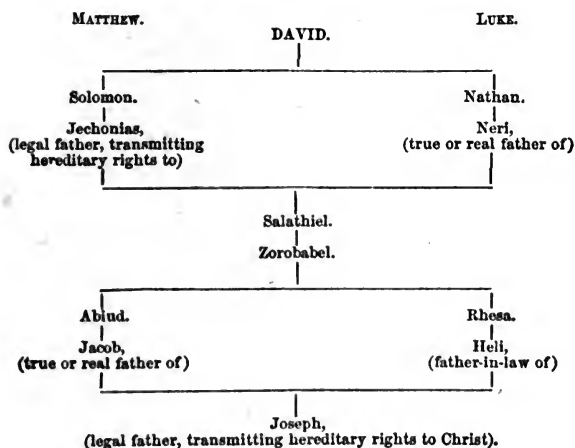 MATTHEW. LUKE.
DAVID.
Solomon. Nathan.
Jechonias, Neri,
(legal father, transmitting (true or real father of)
hereditary rights to)
Salathiel.
Zorobabel.
Abiud. Rhesa.
Jacob, Heli,
(true or real father of) (father-in-law of)
Joseph,
(legal father, transmitting hereditary rights to Christ).